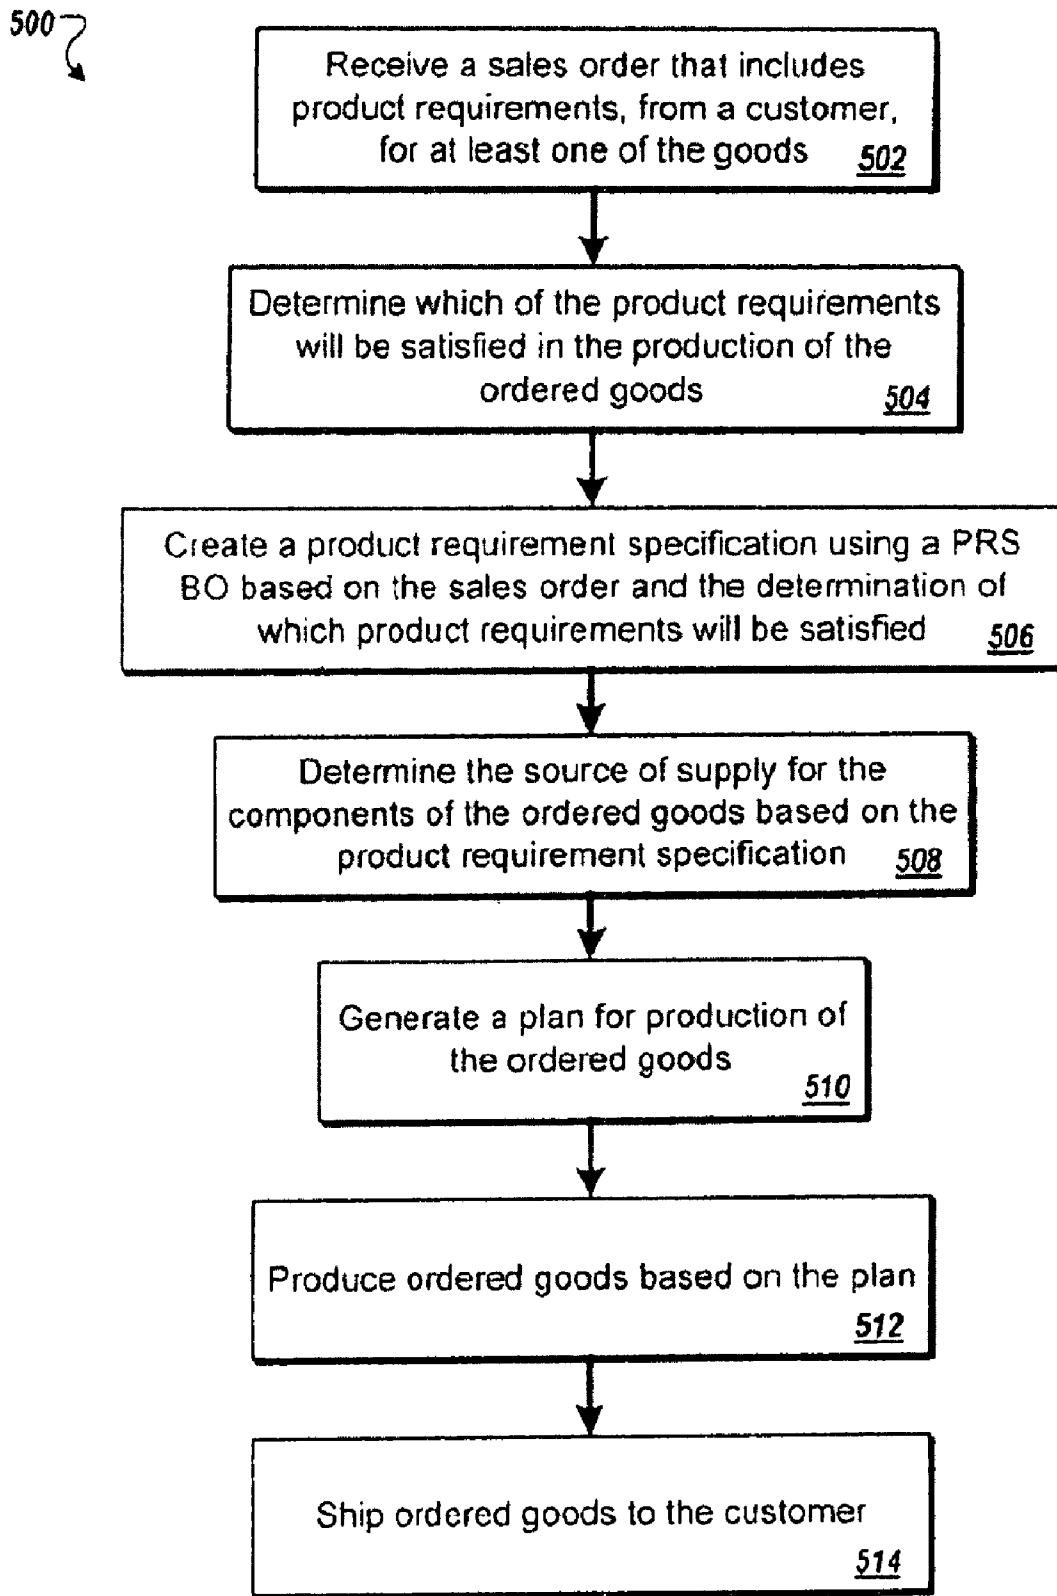 500
Receive a sales order that includes
product requirements, from a customer,
for at least one of the goods 502
Determine which of the product requirements
will be satisfied in the production of the
ordered goods 504
Create a product requirement specification using a PRS
BO based on the sales order and the determination of
which product requirements will be satisfied 506
Determine the source of supply for the
components of the ordered goods based on the
product requirement specification 508
Generate a plan for production of
the ordered goods
510
Produce ordered goods based on the plan
512
Ship ordered goods to the customer
514